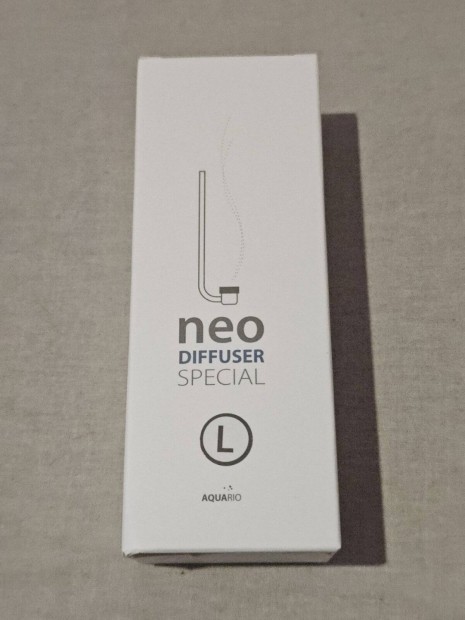 neo
DIFFUSER
SPECIAL
L
AQUARIO